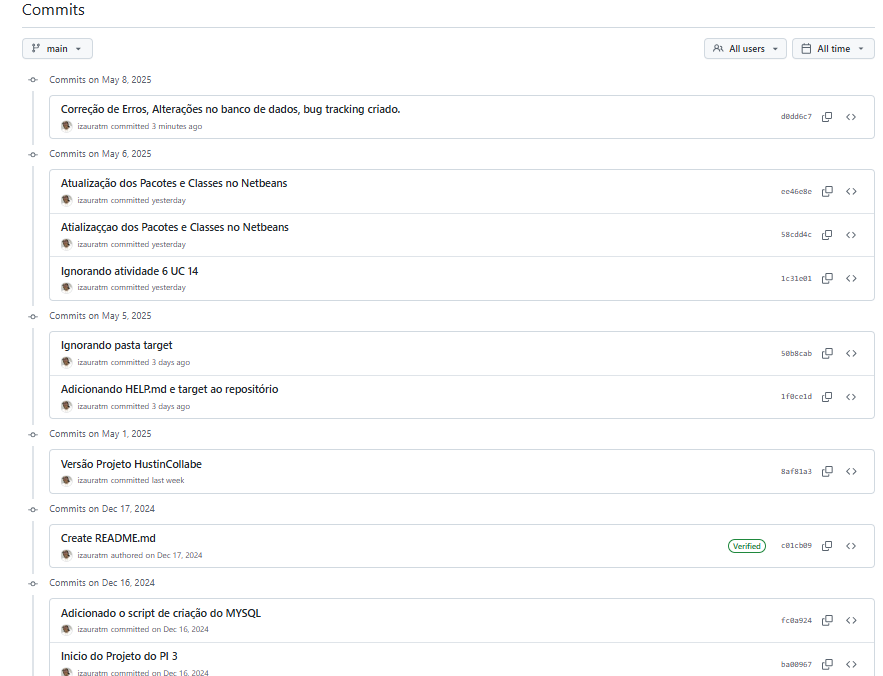 Commits
main
All users
All time
Commits on May 8, 2025
Correção de Erros, Alterações no banco de dados, bug tracking criado.
d0dd6c7
izauratm committed 3 minutes ago
Commits on May 6, 2025
Atualização dos Pacotes e Classes no Netbeans
ee46e8e
izauratm committed yesterday
Atializaççao dos Pacotes e Classes no Netbeans
58cdd4c
izauratm committed yesterday
Ignorando atividade 6 UC 14
1c31e01
izauratm committed yesterday
Commits on May 5, 2025
Ignorando pasta target
50b8cab
izauratm committed 3 days ago
Adicionando HELP.md e target ao repositório
1f0ce1d
izauratm committed 3 days ago
Commits on May 1, 2025
Versão Projeto HustinCollabe
8af81a3
izauratm committed last week
Commits on Dec 17, 2024
Create README.md
Verified
c01cb09
izauratm authored on Dec 17, 2024
Commits on Dec 16, 2024
Adicionado o script de criação do MYSQL
fc0a924
izauratm committed on Dec 16, 2024
Inicio do Projeto do PI 3
ba00967
izauratm committed on Dec 16, 2024